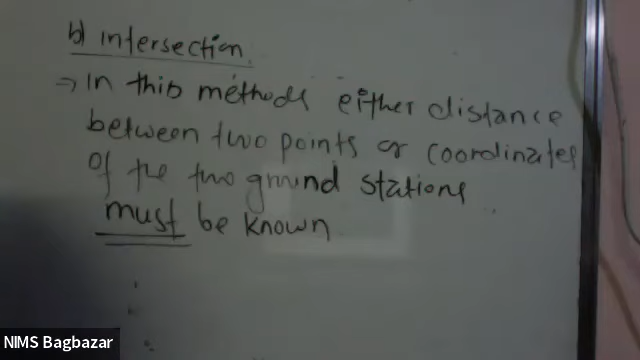 b) intersection.
→ In this methods either distance
between two points or coordinates
of the two ground stations
must be known
NIMS Bagbazar